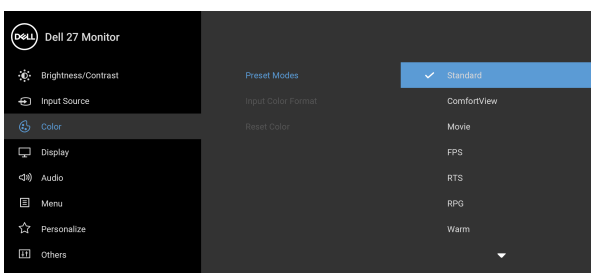 DELL Dell 27 Monitor
Brightness/Contrast Preset Modes Standard
Input Source Input Color Format ComfortView
Color Reset Color Movie
Display FPS
Audio RTS
Menu RPG
Personalize Warm
Others